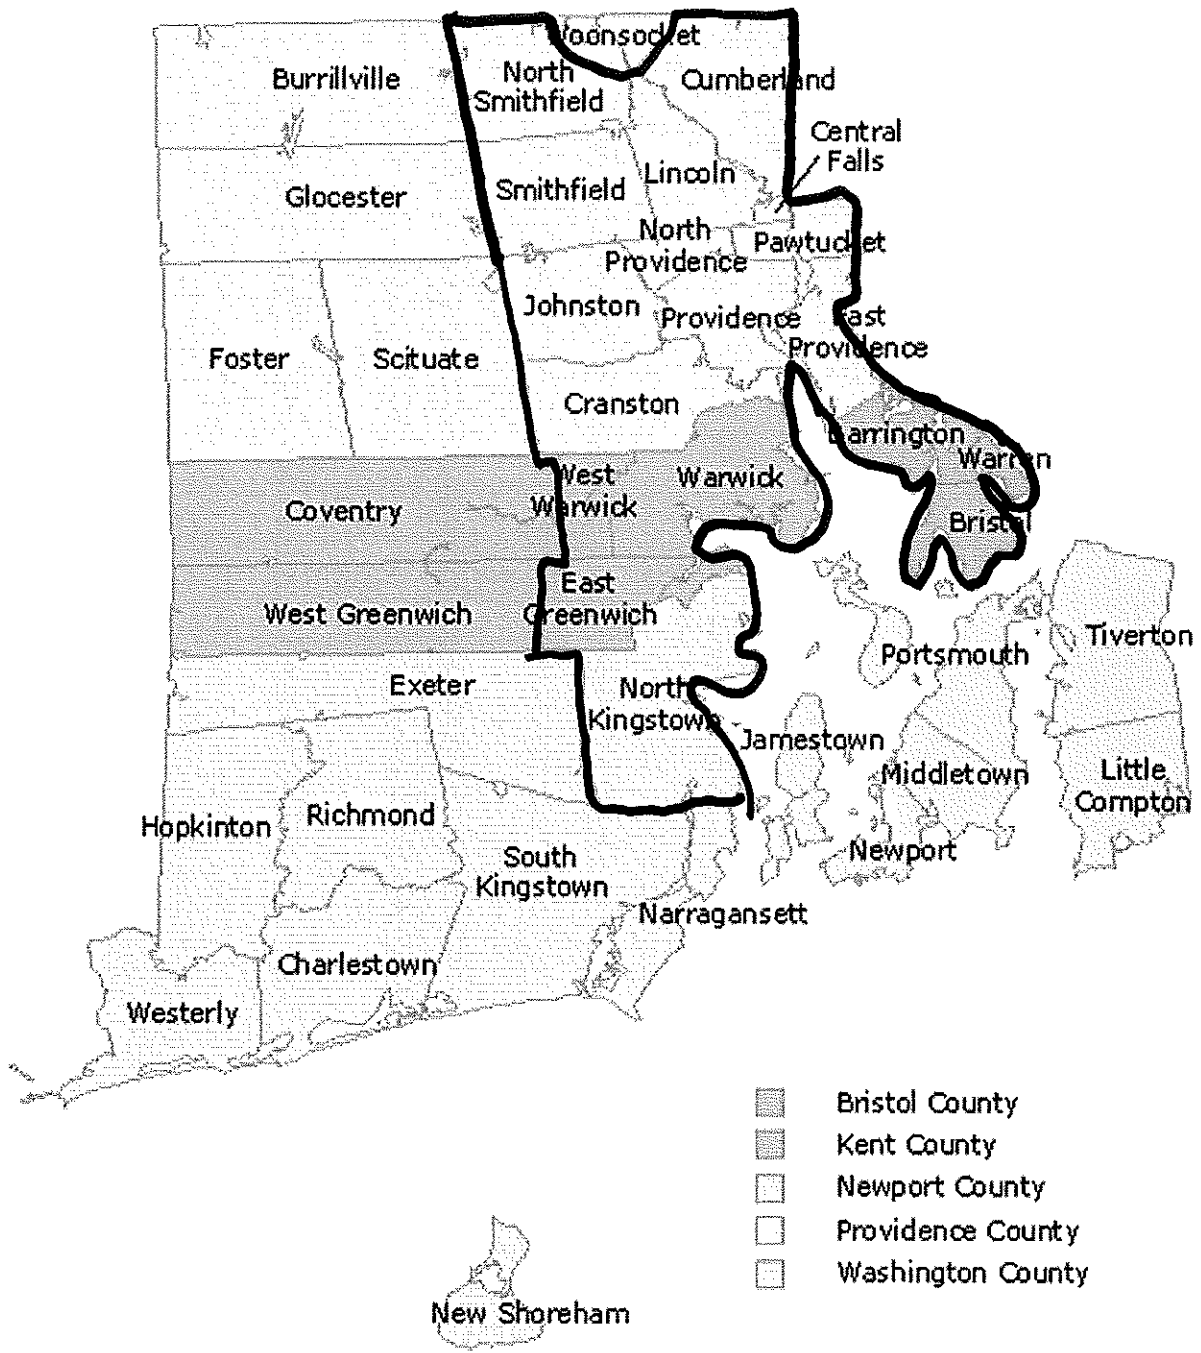 Woonsocket
Burrillville
North
Smithfield
Cumberland
Central
Falls
Glocester
Smithfield
Lincoln
North
Providence
Pawtucket
Johnston
Providence
East
Providence
Foster
Scituate
Cranston
Barrington
Warren
West
Warwick
Warwick
Coventry
Bristol
East
Greenwich
West Greenwich
Tiverton
Portsmouth
Exeter
North
Kingstown
Jamestown
Middletown
Little
Compton
Hopkinton
Richmond
South
Kingstown
Newport
Narragansett
Charlestown
Westerly
Bristol County
Kent County
Newport County
Providence County
Washington County
New Shoreham